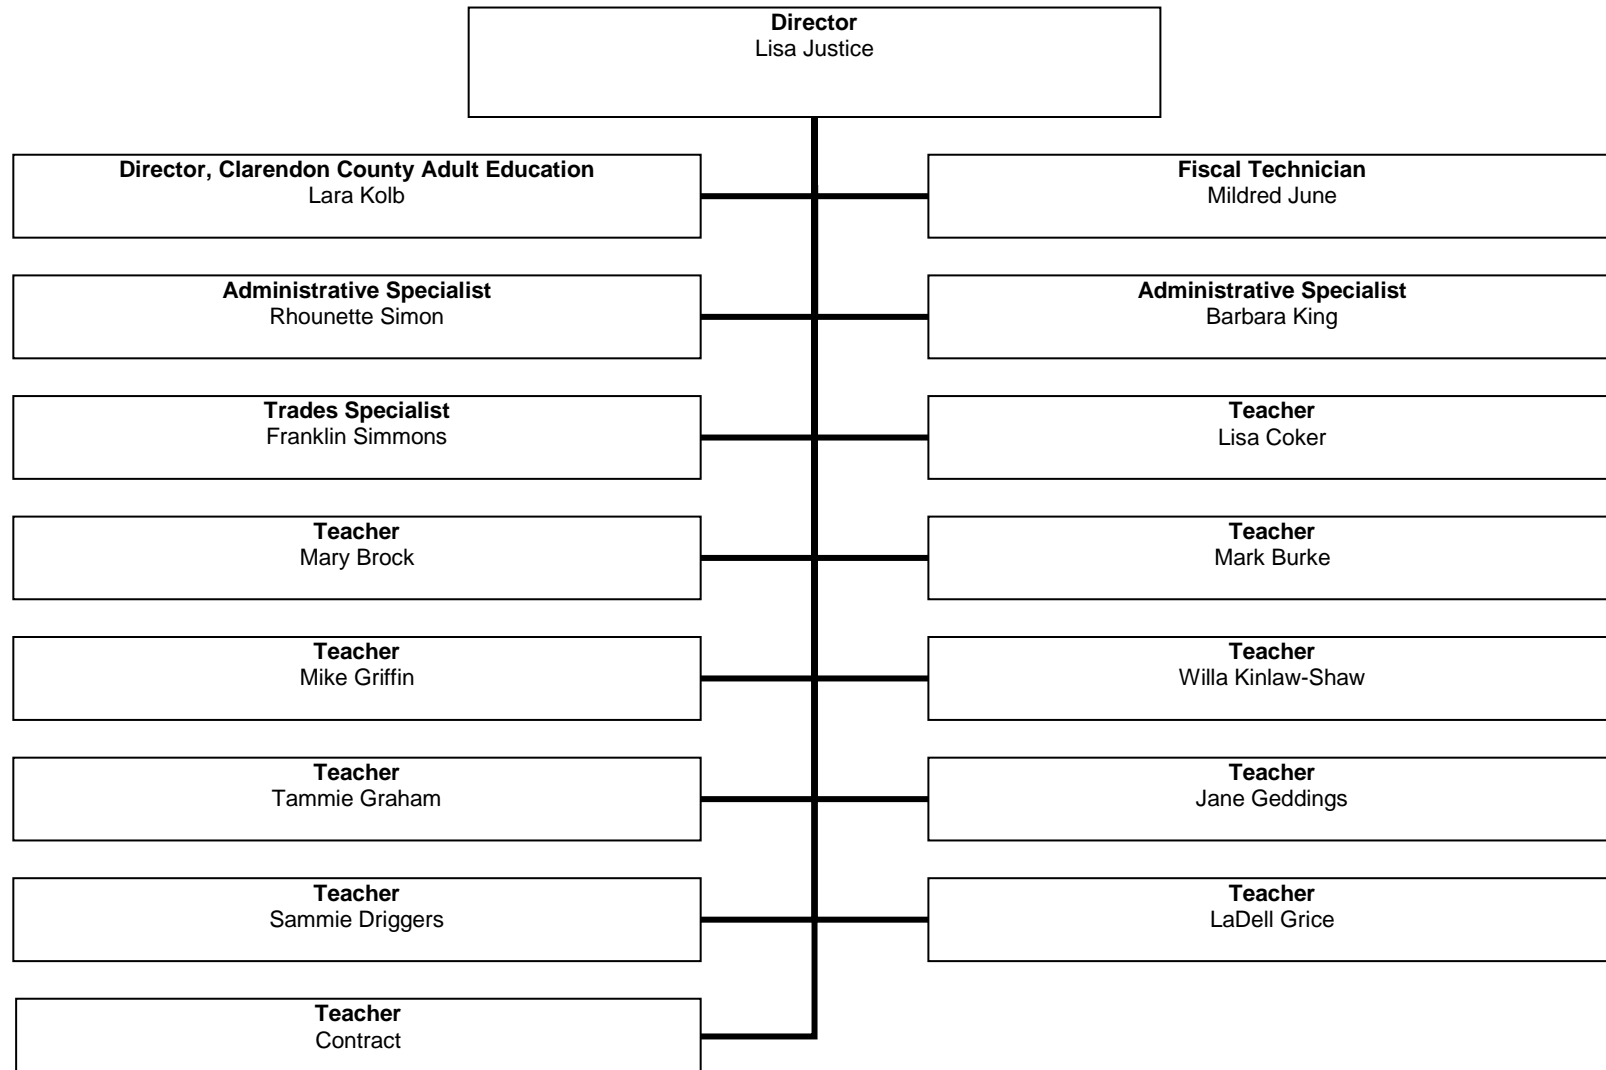 Director
Lisa Justice
Director, Clarendon County Adult Education
Lara Kolb
Fiscal Technician
Mildred June
Administrative Specialist
Rhounette Simon
Administrative Specialist
Barbara King
Trades Specialist
Franklin Simmons
Teacher
Lisa Coker
Teacher
Mary Brock
Teacher
Mark Burke
Teacher
Mike Griffin
Teacher
Willa Kinlaw-Shaw
Teacher
Tammie Graham
Teacher
Jane Geddings
Teacher
Sammie Driggers
Teacher
LaDell Grice
Teacher
Contract